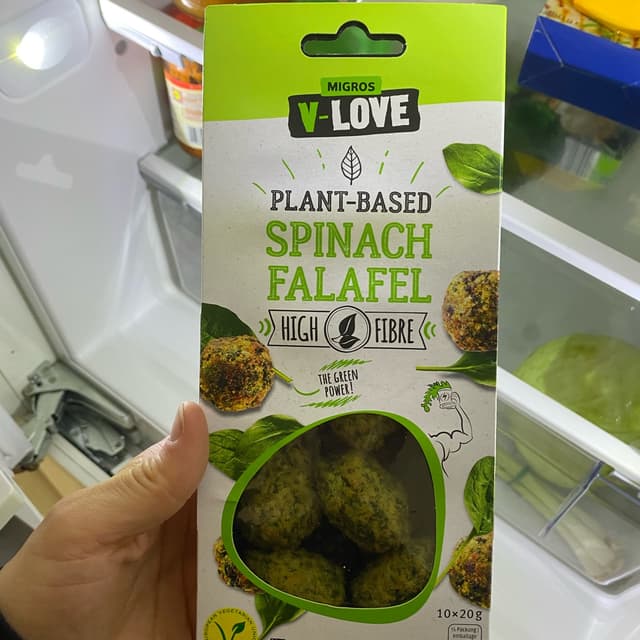 MIGROS
V-LOVE
PLANT-BASED
SPINACH
FALAFEL
HIGH FIBRE
THE GREEN
POWER!
10×20g